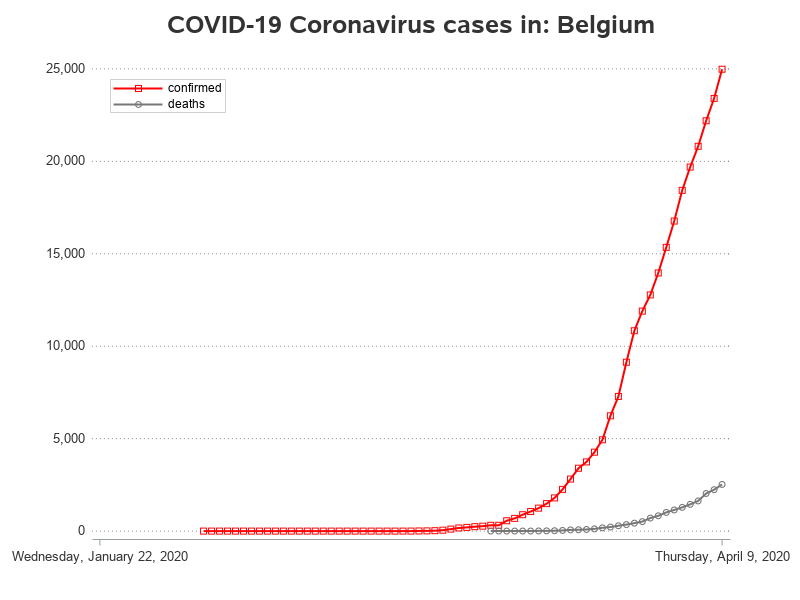 COVID-19 Coronavirus cases in: Belgium
25,000
confirmed
deaths
20,000
15,000
10,000
5,000
0
Wednesday, January 22, 2020
Thursday, April 9, 2020